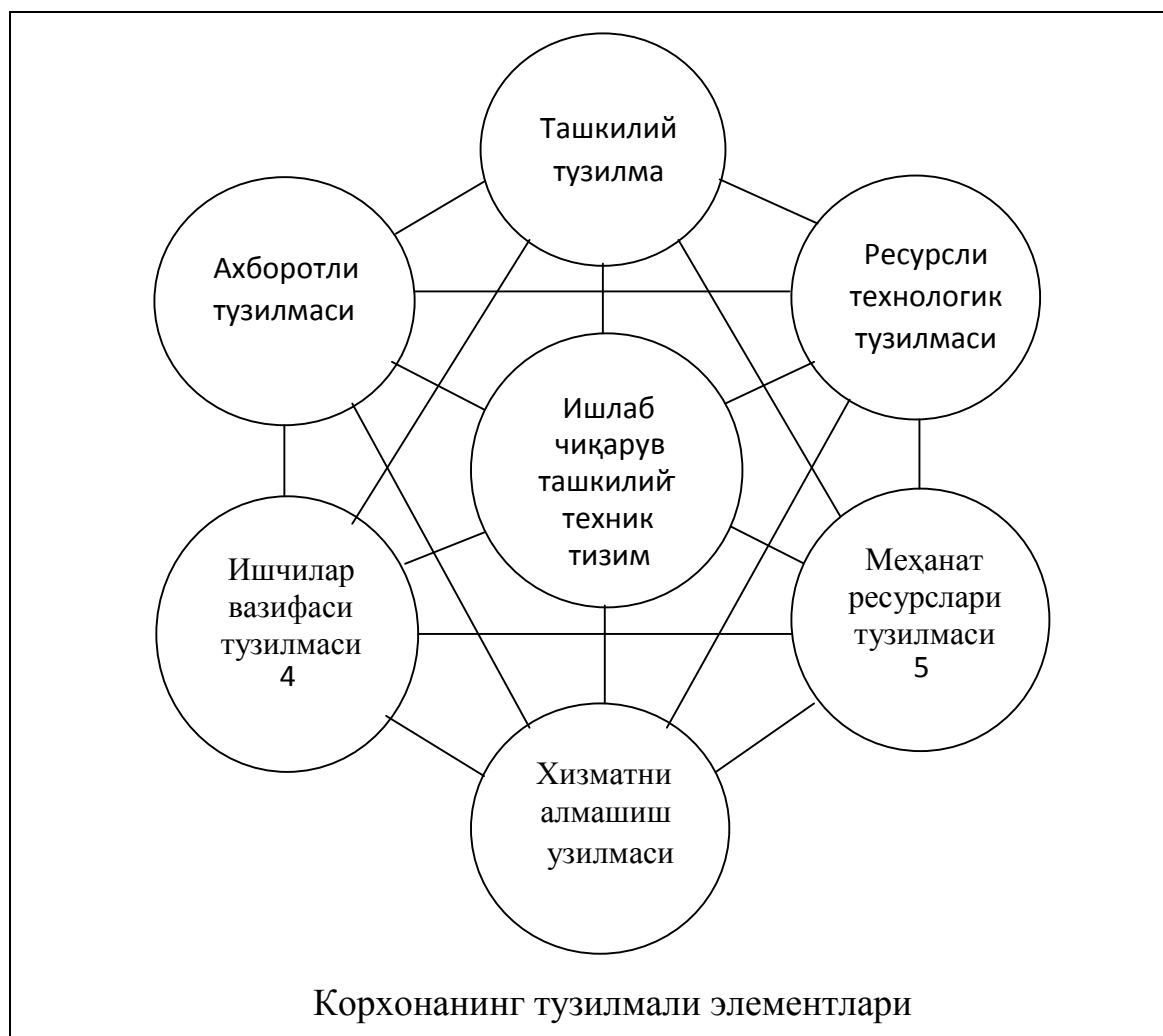 Ташкилий
тузилма
Ахборотли
тузилмаси
Ресурсли
технологик
тузилмаси
Ишлаб
чиқарув
ташкилий-
техник
тизим
Ишчилар
вазифаси
тузилмаси
4
Меҳанат
ресурслари
тузилмаси
5
Хизматни
алмашиш
узилмаси
Корхонанинг тузилмали элементлари